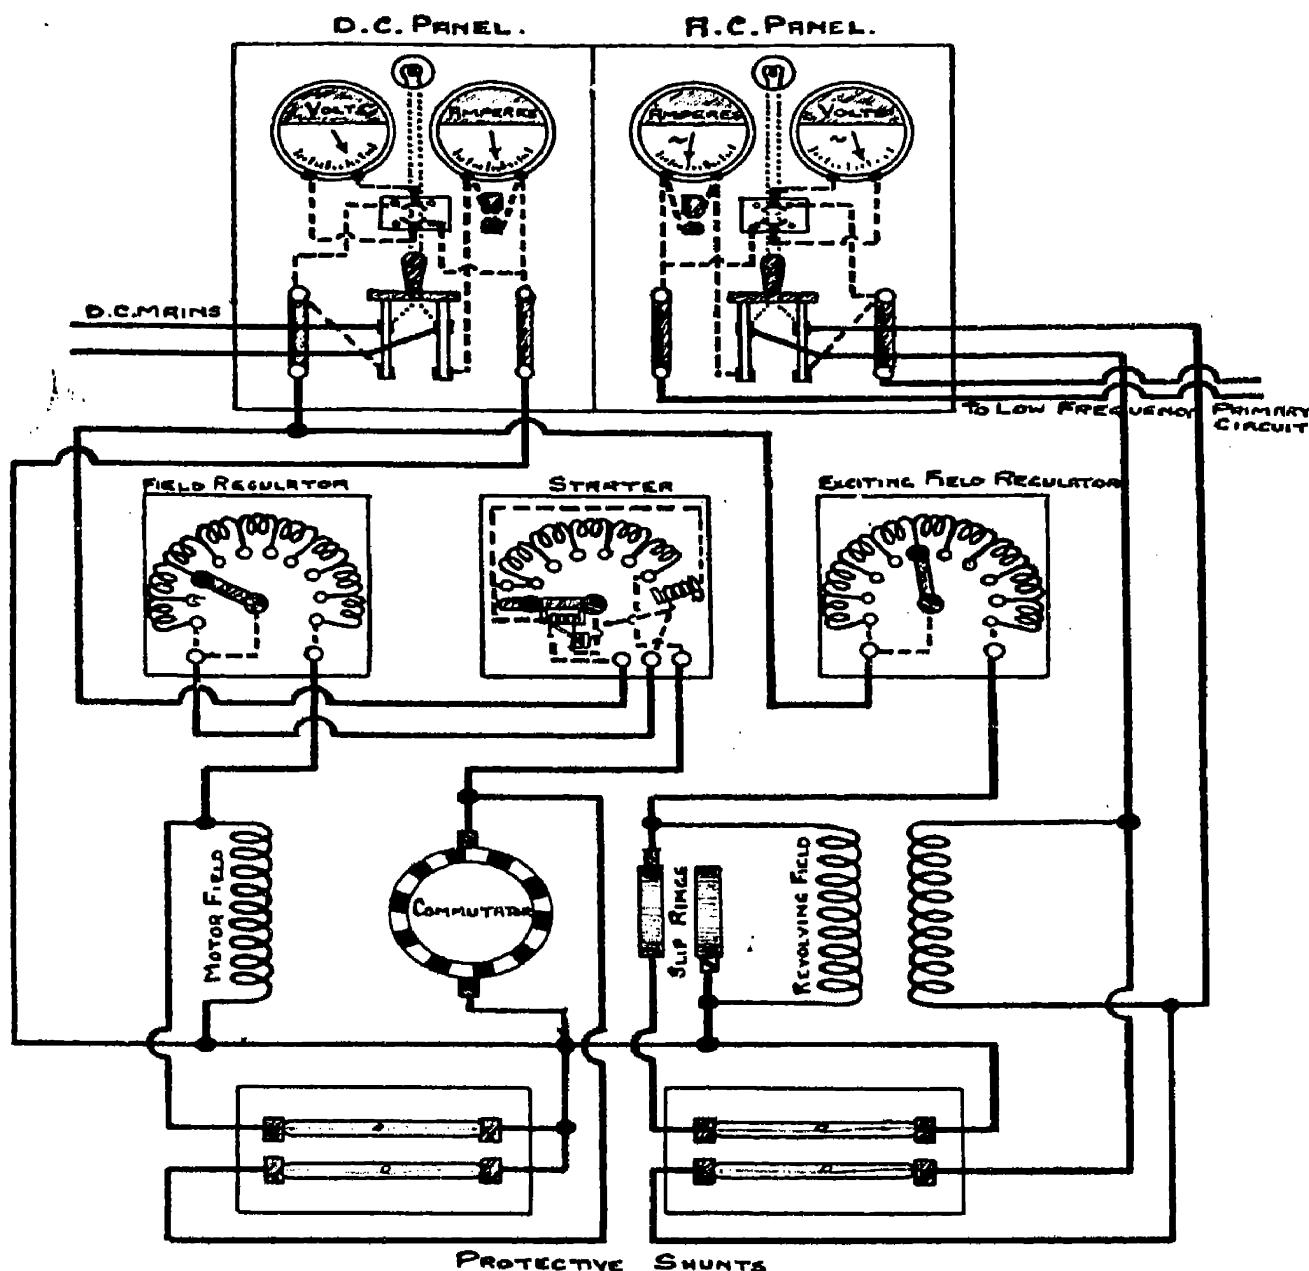 D.C. PANEL.
A.C. PANEL.
VOLTS
AMPERES
AMPERES
~
VOLTS
~
D.C. MAINS
TO LOW FREQUENCY PRIMARY
CIRCUIT
FIELD REGULATOR
STARTER
EXCITING FIELD REGULATOR
MOTOR FIELD
COMMUTATOR
SLIP RINGS
REVOLVING FIELD
PROTECTIVE SHUNTS